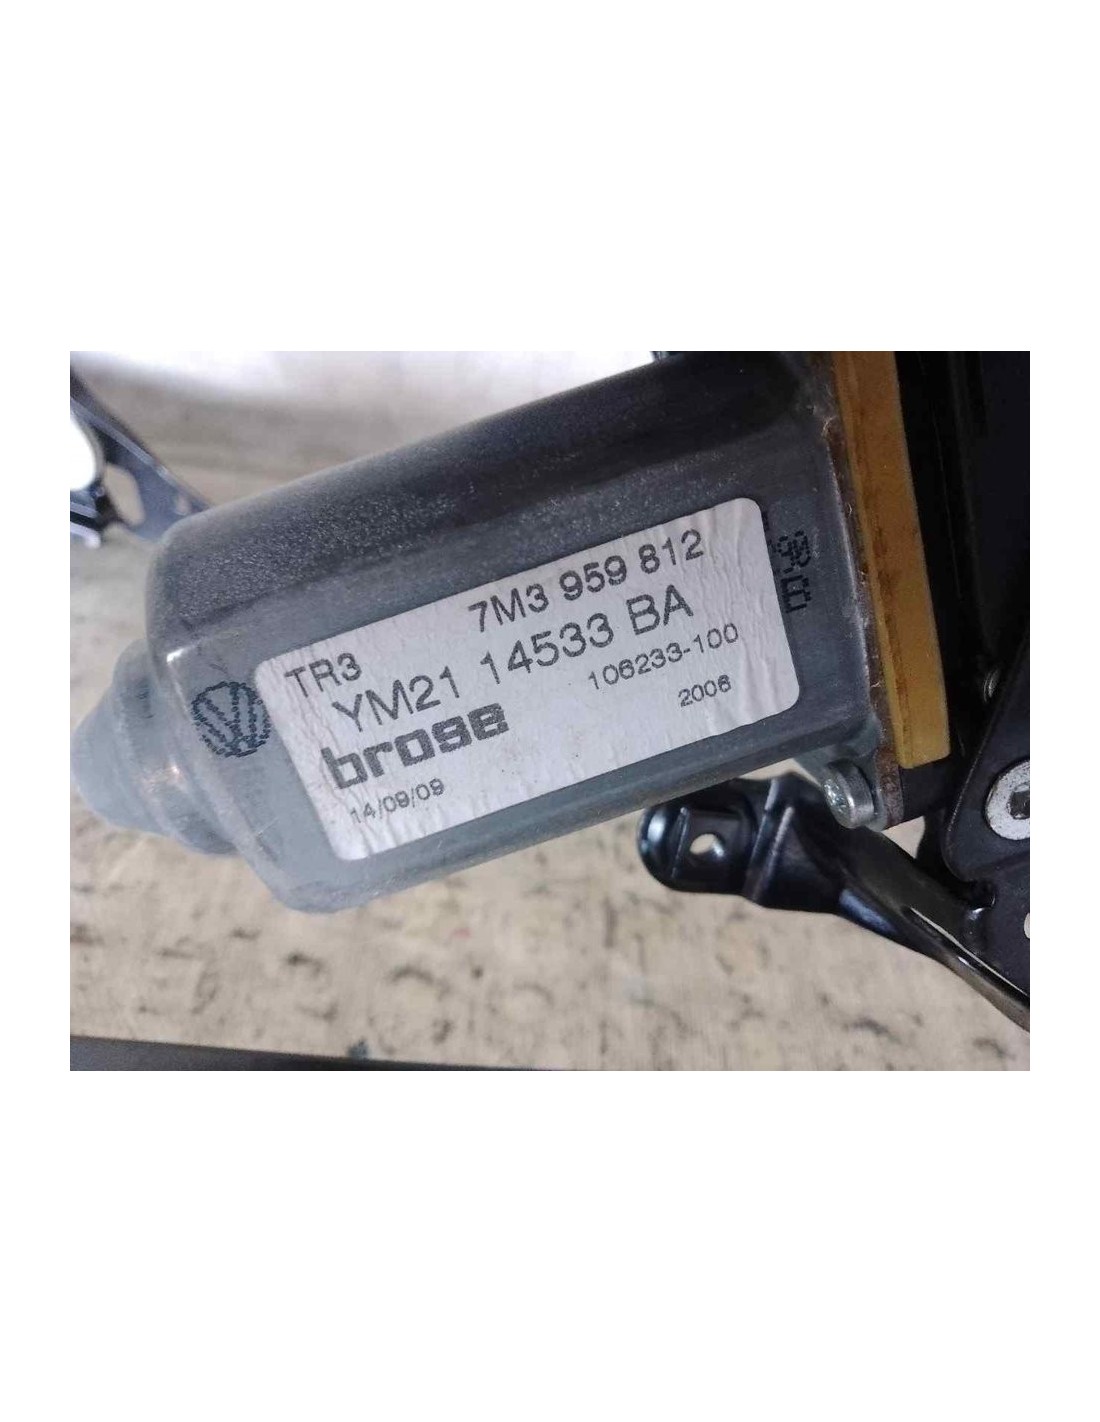 7M3 959 812
TR3
YM21 14533 BA
106233-100
brose
2006
14/09/09